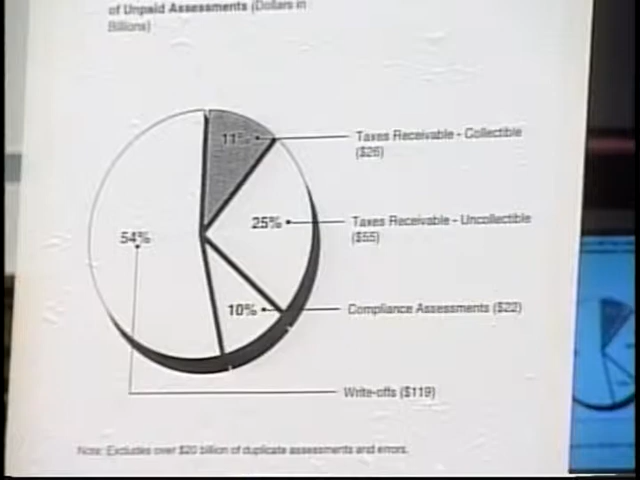 of Unpaid Assessments (Dollars in
Billions)
11%
Taxes Receivable - Collectible
($26)
25%
Taxes Receivable - Uncollectible
($55)
54%
10%
Compliance Assessments ($22)
Write-offs ($119)
Note: Excludes over $20 billion of duplicate assessments and errors.